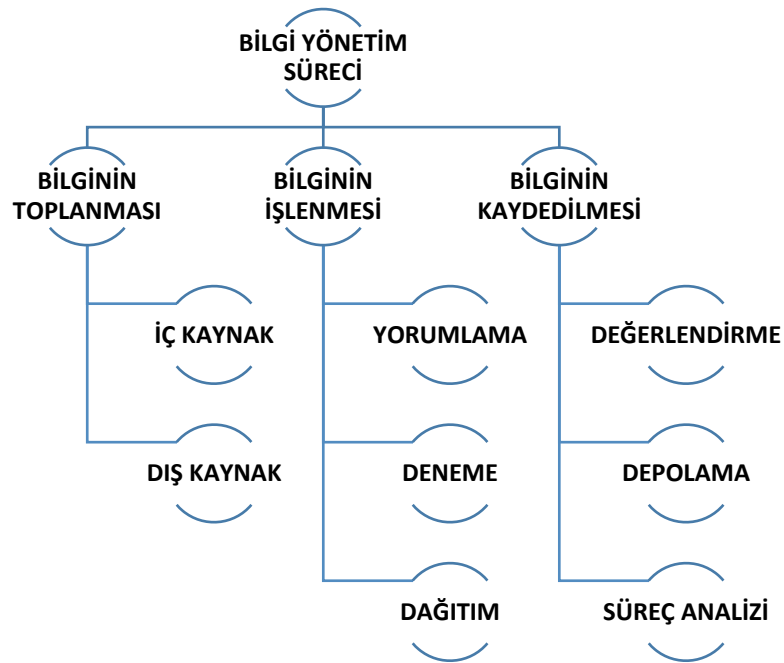 BİLGİ YÖNETİM
SÜRECİ
BİLGİNİN
TOPLANMASI
BİLGİNİN
İŞLENMESİ
BİLGİNİN
KAYDEDİLMESİ
İÇ KAYNAK
YORUMLAMA
DEĞERLENDİRME
DIŞ KAYNAK
DENEME
DEPOLAMA
DAĞITIM
SÜREÇ ANALİZİ